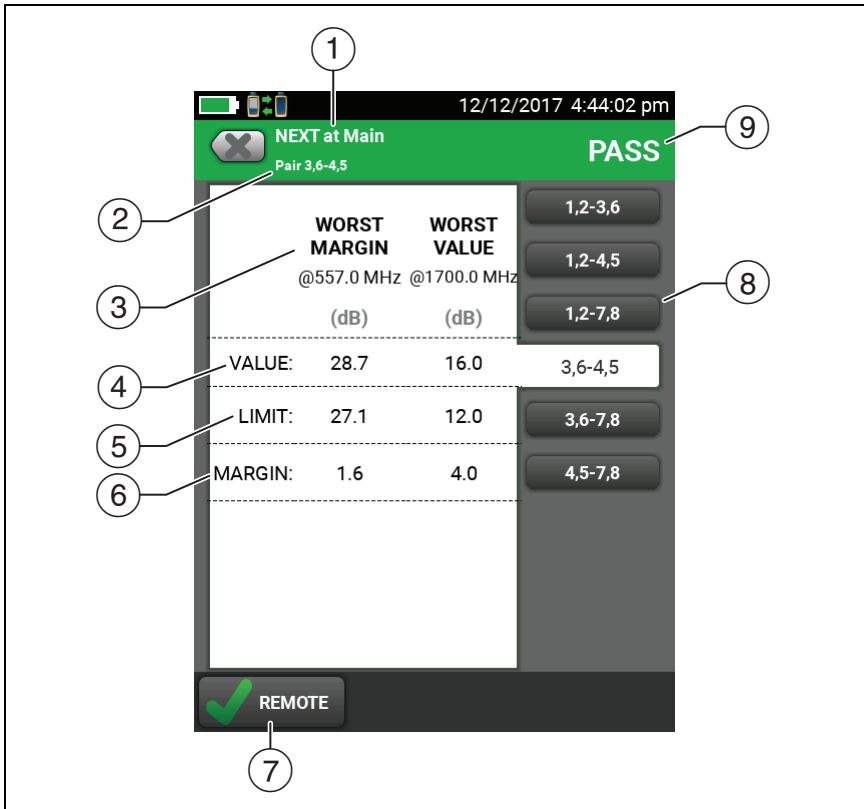 1
12/12/2017 4:44:02 pm
NEXT at Main
PASS
9
Pair 3,6-4,5
2
1,2-3,6
WORST MARGIN
WORST VALUE
1,2-4,5
3
@557.0 MHz @1700.0 MHz
8
(dB) (dB)
1,2-7,8
4
VALUE: 28.7 16.0
3,6-4,5
5
LIMIT: 27.1 12.0
3,6-7,8
6
MARGIN: 1.6 4.0
4,5-7,8
REMOTE
7